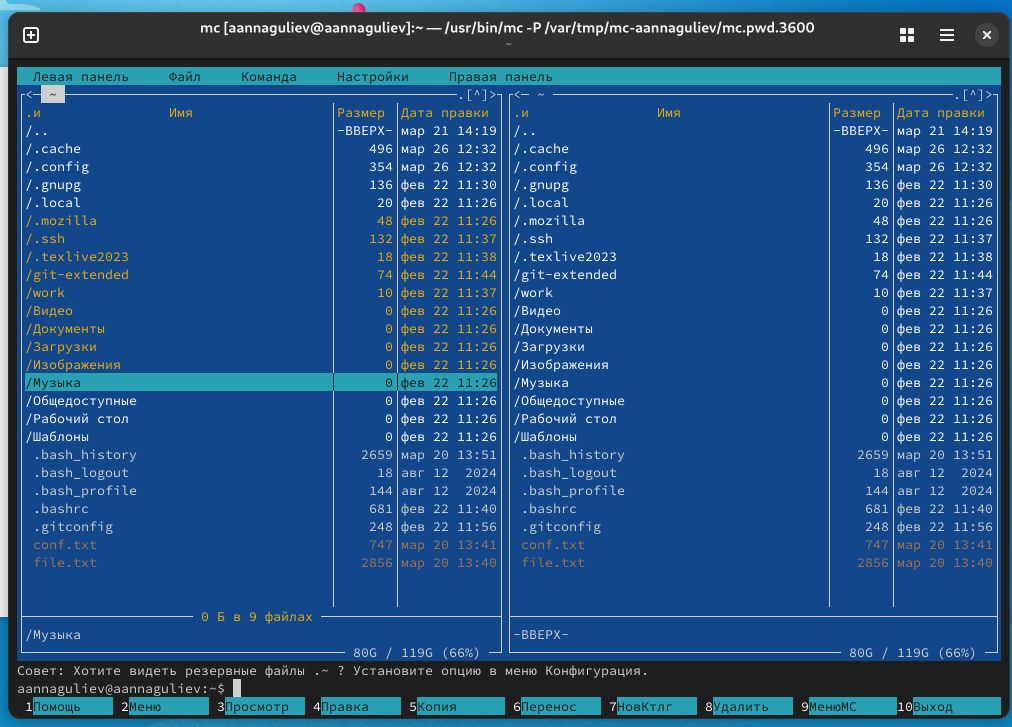 mc [aannaguliev@aannaguliev]:~ — /usr/bin/mc -P /var/tmp/mc-aannaguliev/mc.pwd.3600
~
Левая панель Файл Команда Настройки Правая панель
<─ ~ .[^]> <─ ~ .[^]>
.и Имя Размер Дата правки .и Имя Размер Дата правки
/.. -ВВЕРХ- мар 21 14:19 /.. -ВВЕРХ- мар 21 14:19
/.cache 496 мар 26 12:32 /.cache 496 мар 26 12:32
/.config 354 мар 26 12:32 /.config 354 мар 26 12:32
/.gnupg 136 фев 22 11:30 /.gnupg 136 фев 22 11:30
/.local 20 фев 22 11:26 /.local 20 фев 22 11:26
/.mozilla 48 фев 22 11:26 /.mozilla 48 фев 22 11:26
/.ssh 132 фев 22 11:37 /.ssh 132 фев 22 11:37
/.texlive2023 18 фев 22 11:38 /.texlive2023 18 фев 22 11:38
/git-extended 74 фев 22 11:44 /git-extended 74 фев 22 11:44
/work 10 фев 22 11:37 /work 10 фев 22 11:37
/Видео 0 фев 22 11:26 /Видео 0 фев 22 11:26
/Документы 0 фев 22 11:26 /Документы 0 фев 22 11:26
/Загрузки 0 фев 22 11:26 /Загрузки 0 фев 22 11:26
/Изображения 0 фев 22 11:26 /Изображения 0 фев 22 11:26
/Музыка 0 фев 22 11:26 /Музыка 0 фев 22 11:26
/Общедоступные 0 фев 22 11:26 /Общедоступные 0 фев 22 11:26
/Рабочий стол 0 фев 22 11:26 /Рабочий стол 0 фев 22 11:26
/Шаблоны 0 фев 22 11:26 /Шаблоны 0 фев 22 11:26
.bash_history 2659 мар 20 13:51 .bash_history 2659 мар 20 13:51
.bash_logout 18 авг 12 2024 .bash_logout 18 авг 12 2024
.bash_profile 144 авг 12 2024 .bash_profile 144 авг 12 2024
.bashrc 681 фев 22 11:40 .bashrc 681 фев 22 11:40
.gitconfig 248 фев 22 11:56 .gitconfig 248 фев 22 11:56
conf.txt 747 мар 20 13:41 conf.txt 747 мар 20 13:41
file.txt 2856 мар 20 13:40 file.txt 2856 мар 20 13:40
0 Б в 9 файлах
/Музыка -ВВЕРХ-
80G / 119G (66%) 80G / 119G (66%)
Совет: Хотите видеть резервные файлы .~ ? Установите опцию в меню Конфигурация.
aannaguliev@aannaguliev:~$
1Помощь 2Меню 3Просмотр 4Правка 5Копия 6Перенос 7НовКтлг 8Удалить 9МенюMC 10Выход